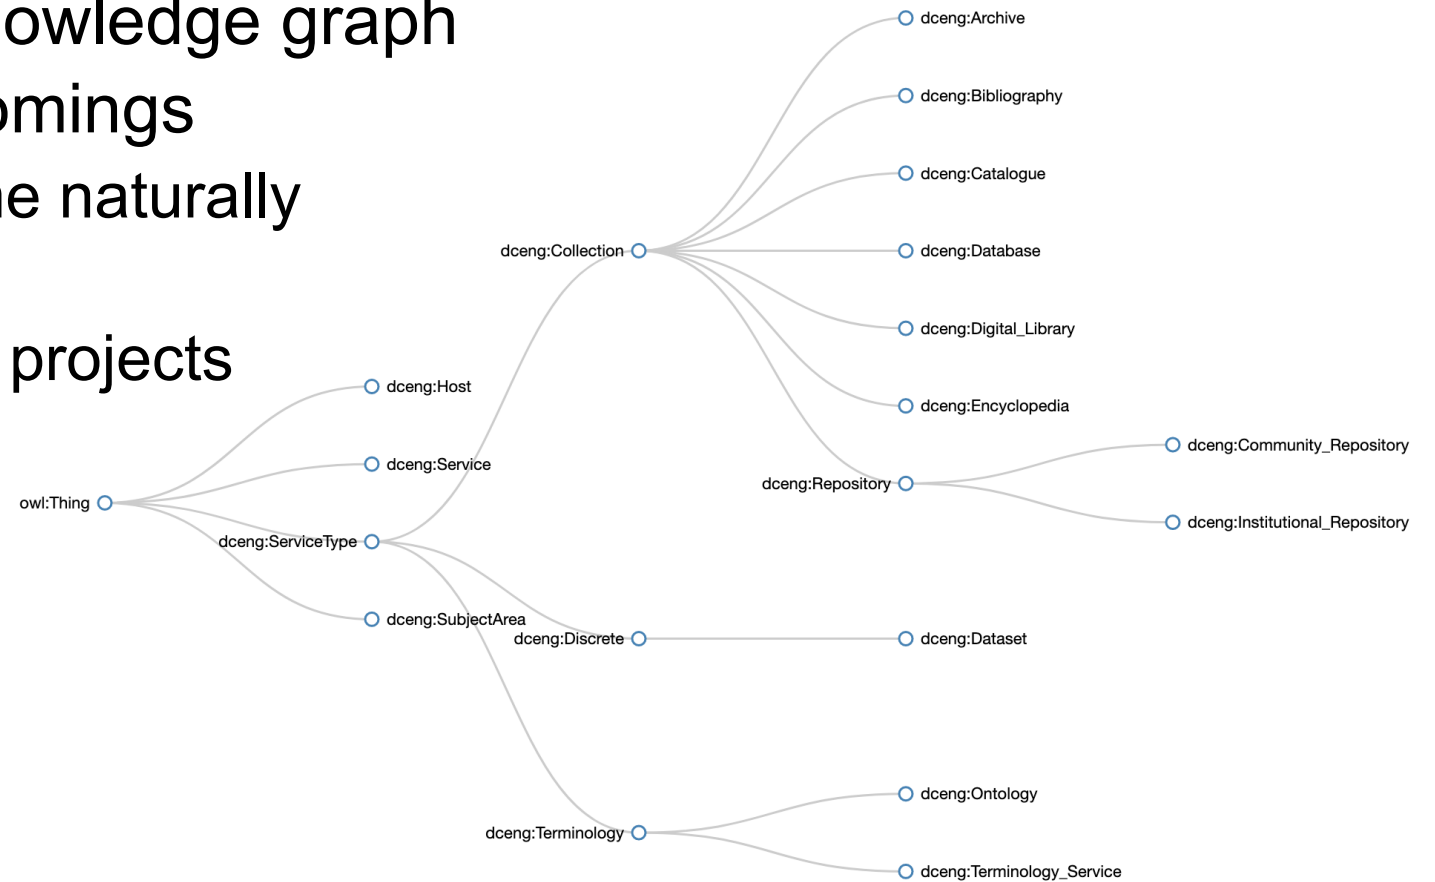 owledge graph
omings
e naturally
projects
owl:Thing
dceng:Host
dceng:Service
dceng:ServiceType
dceng:SubjectArea
dceng:Collection
dceng:Discrete
dceng:Terminology
dceng:Archive
dceng:Bibliography
dceng:Catalogue
dceng:Database
dceng:Digital_Library
dceng:Encyclopedia
dceng:Repository
dceng:Dataset
dceng:Ontology
dceng:Terminology_Service
dceng:Community_Repository
dceng:Institutional_Repository